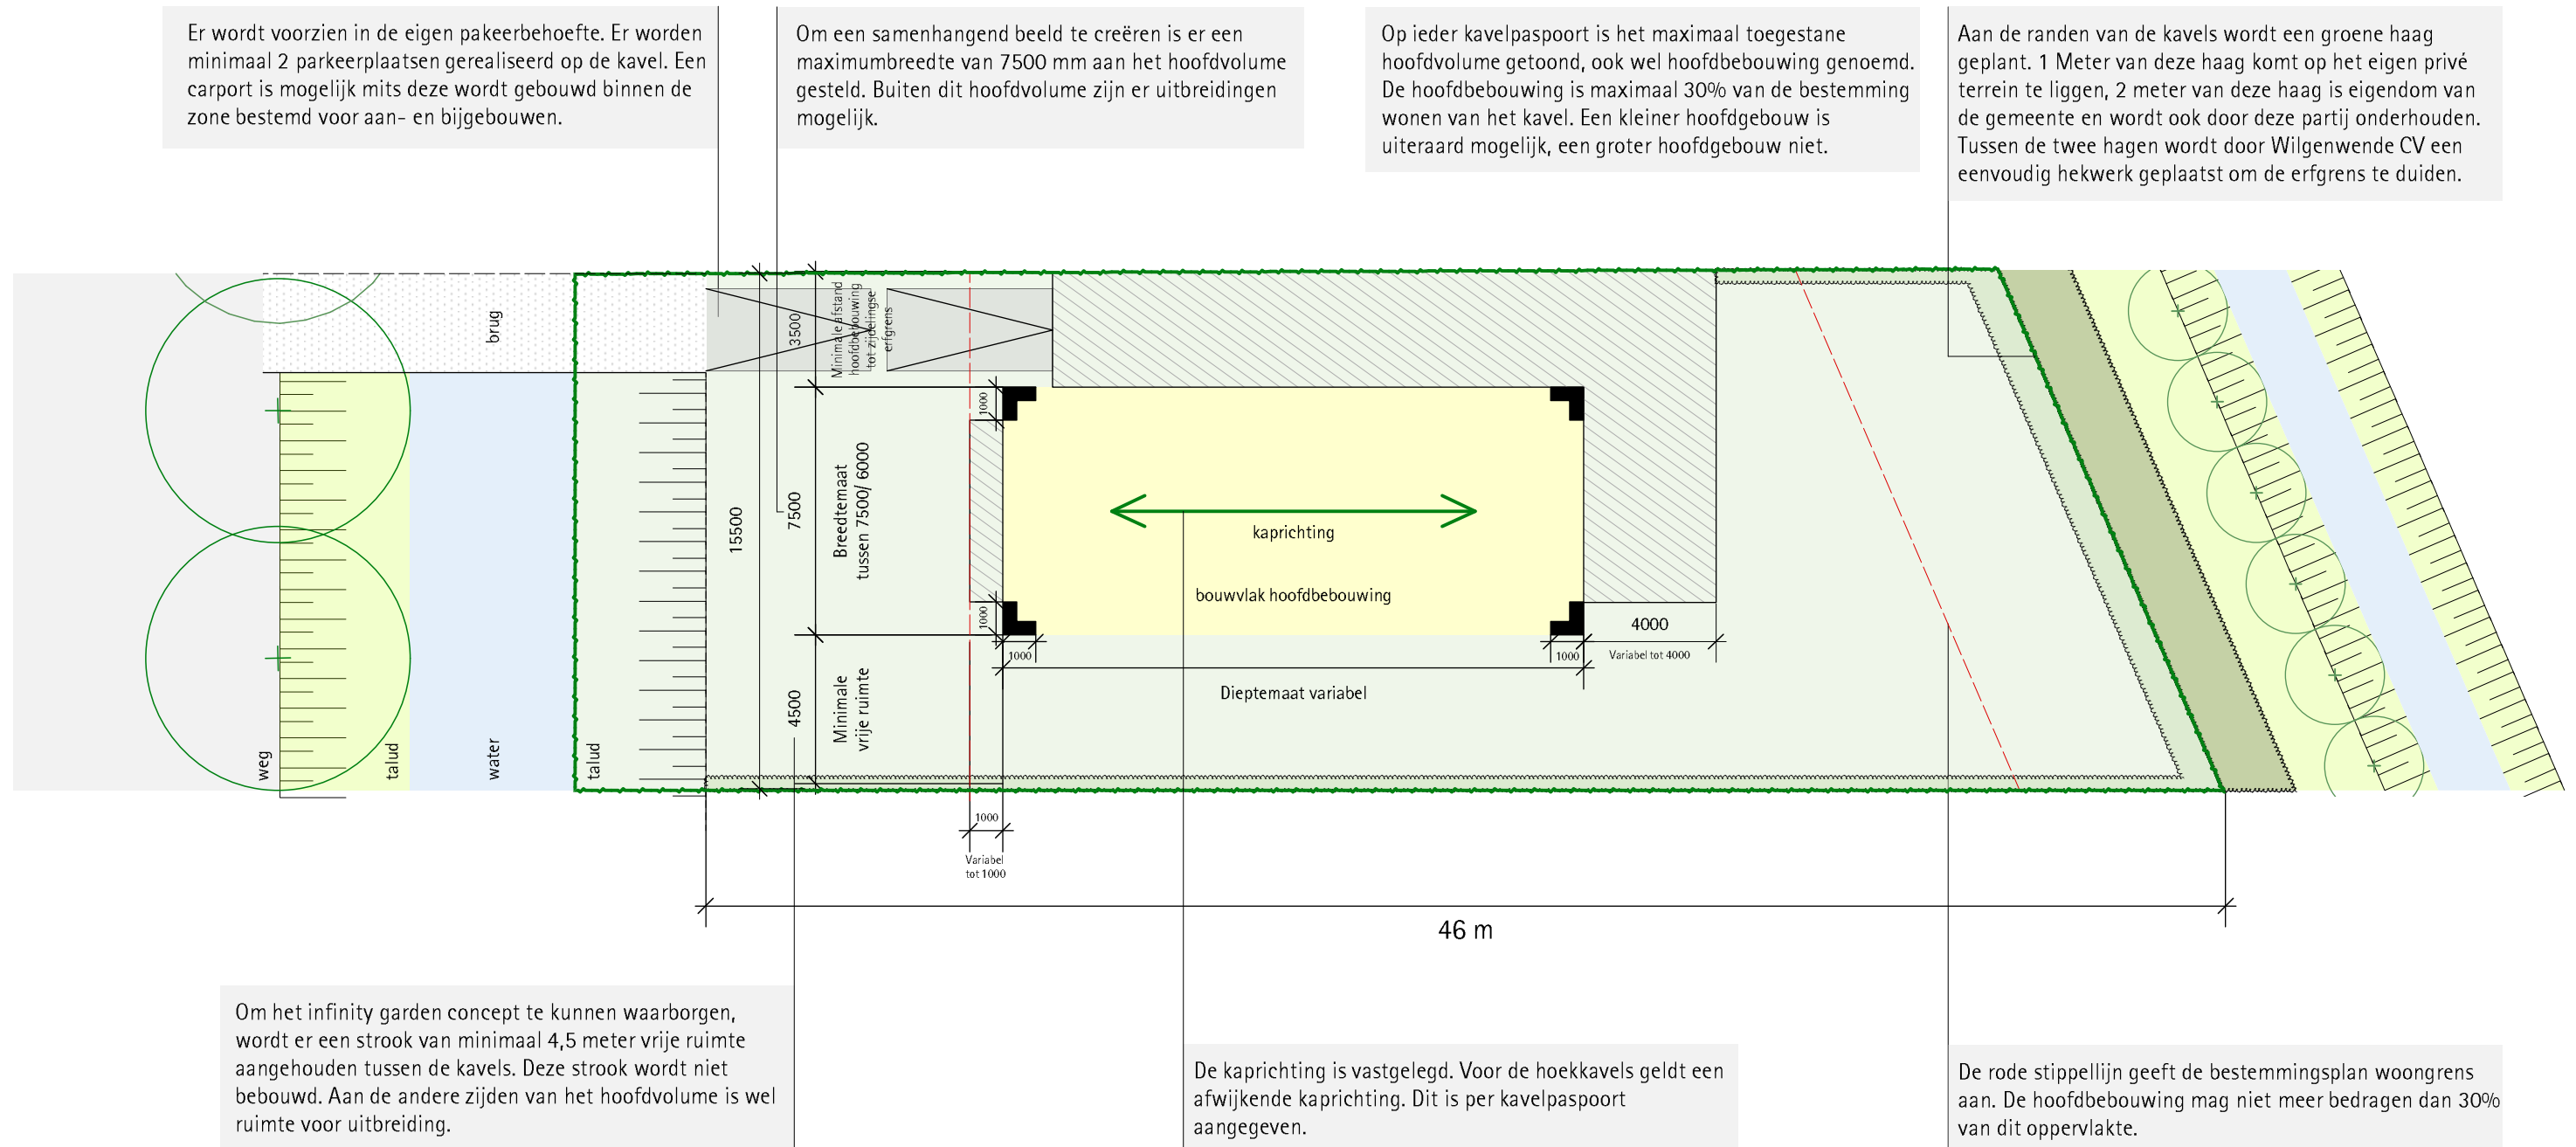 Er wordt voorzien in de eigen pakeerbehoefte. Er worden
minimaal 2 parkeerplaatsen gerealiseerd op de kavel. Een
carport is mogelijk mits deze wordt gebouwd binnen de
zone bestemd voor aan- en bijgebouwen.
Om een samenhangend beeld te creëren is er een
maximumbreedte van 7500 mm aan het hoofdvolume
gesteld. Buiten dit hoofdvolume zijn er uitbreidingen
mogelijk.
Op ieder kavelpaspoort is het maximaal toegestane
hoofdvolume getoond, ook wel hoofdbebouwing genoemd.
De hoofdbebouwing is maximaal 30% van de bestemming
wonen van het kavel. Een kleiner hoofdgebouw is
uiteraard mogelijk, een groter hoofdgebouw niet.
Aan de randen van de kavels wordt een groene haag
geplant. 1 Meter van deze haag komt op het eigen privé
terrein te liggen, 2 meter van deze haag is eigendom van
de gemeente en wordt ook door deze partij onderhouden.
Tussen de twee hagen wordt door Wilgenwende CV een
eenvoudig hekwerk geplaatst om de erfgrens te duiden.
brug
3500
Minimale afstand
hoofdbebouwing
tot zijdelingse
erfgrens
1000
15500
7500
Breedtemaat
tussen 7500/ 6000
kaprichting
bouwvlak hoofdbebouwing
1000
4000
1000
1000
Variabel tot 4000
Dieptemaat variabel
4500
Minimale
vrije ruimte
weg
talud
water
talud
1000
Variabel
tot 1000
46 m
Om het infinity garden concept te kunnen waarborgen,
wordt er een strook van minimaal 4,5 meter vrije ruimte
aangehouden tussen de kavels. Deze strook wordt niet
bebouwd. Aan de andere zijden van het hoofdvolume is wel
ruimte voor uitbreiding.
De kaprichting is vastgelegd. Voor de hoekkavels geldt een
afwijkende kaprichting. Dit is per kavelpaspoort
aangegeven.
De rode stippellijn geeft de bestemmingsplan woongrens
aan. De hoofdbebouwing mag niet meer bedragen dan 30%
van dit oppervlakte.